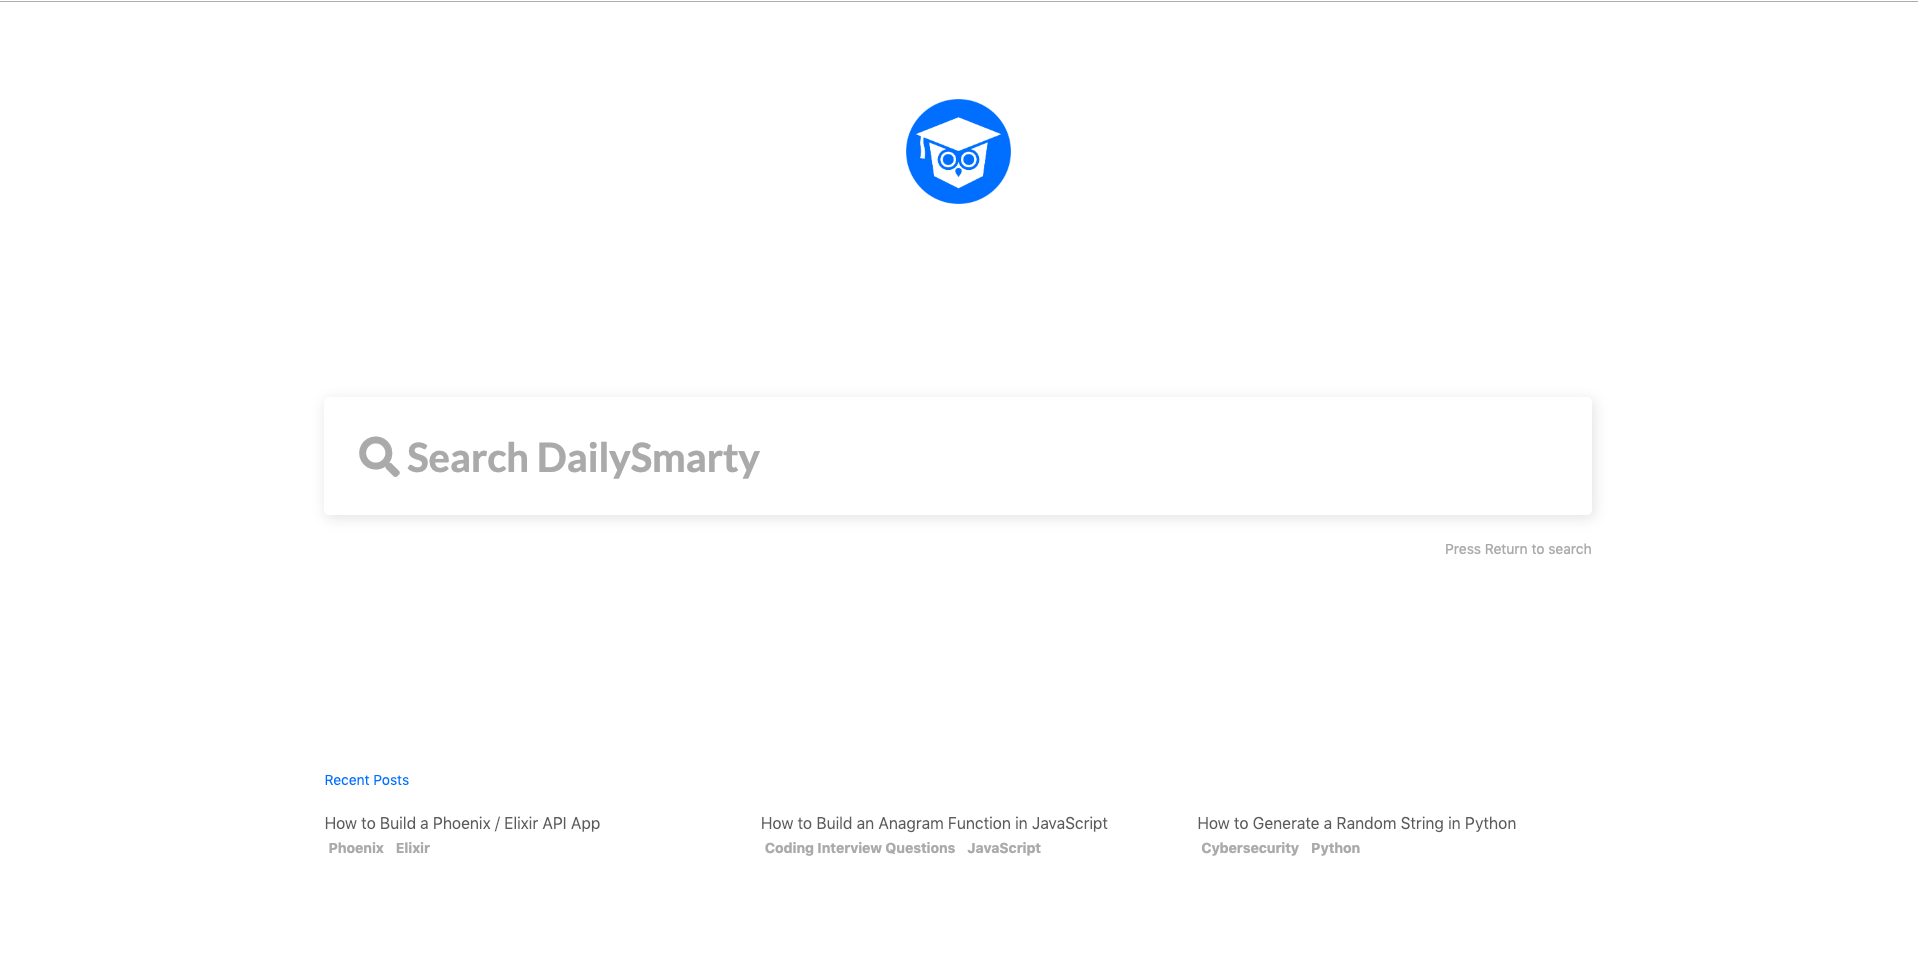 Search DailySmarty
Press Return to search
Recent Posts
How to Build a Phoenix / Elixir API App
Phoenix Elixir
How to Build an Anagram Function in JavaScript
Coding Interview Questions JavaScript
How to Generate a Random String in Python
Cybersecurity Python